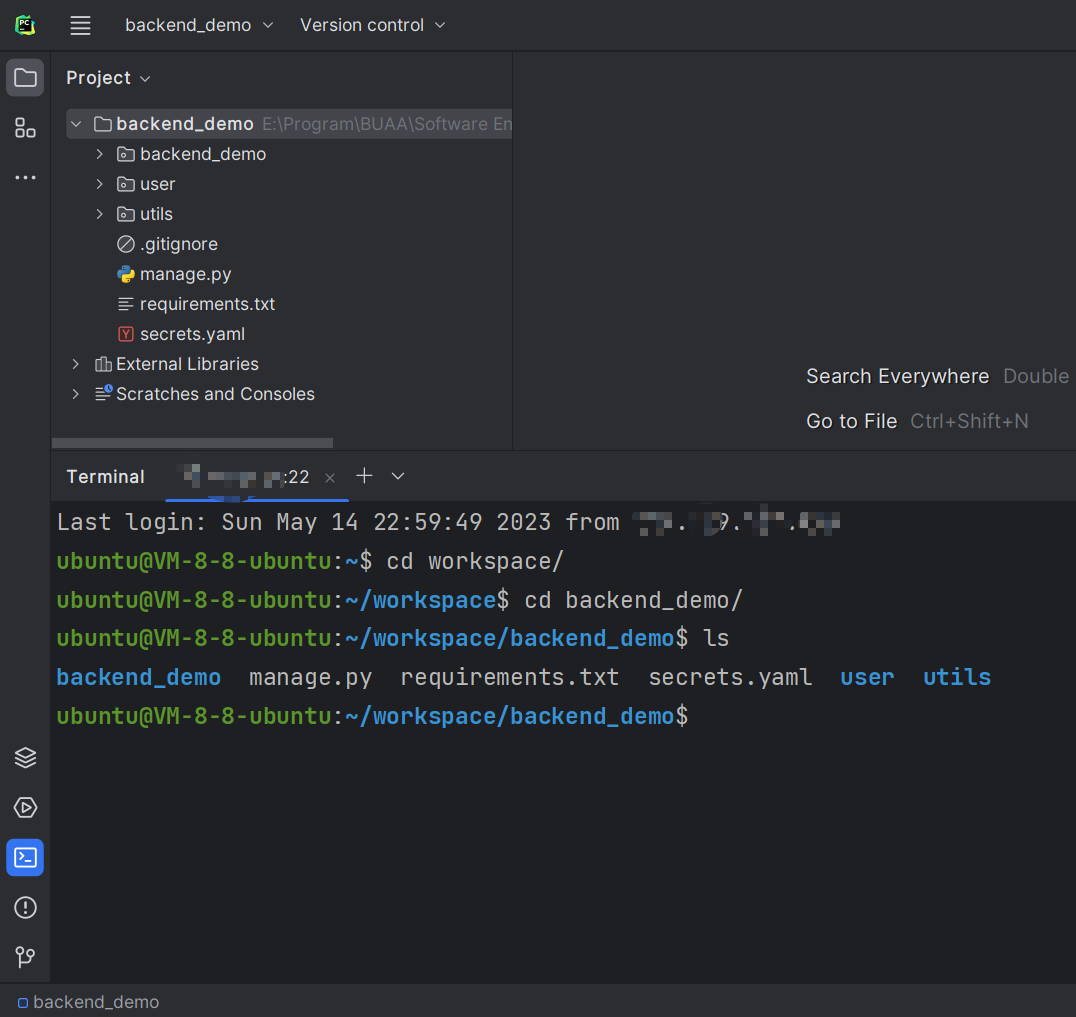 PC
backend_demo Version control
Project
backend_demo E:\Program\BUAA\Software En
backend_demo
user
utils
.gitignore
manage.py
requirements.txt
Y secrets.yaml
External Libraries
Scratches and Consoles
Search Everywhere Double
Go to File Ctrl+Shift+N
Terminal :22
Last login: Sun May 14 22:59:49 2023 from
ubuntu@VM-8-8-ubuntu:~$ cd workspace/
ubuntu@VM-8-8-ubuntu:~/workspace$ cd backend_demo/
ubuntu@VM-8-8-ubuntu:~/workspace/backend_demo$ ls
backend_demo manage.py requirements.txt secrets.yaml user utils
ubuntu@VM-8-8-ubuntu:~/workspace/backend_demo$
backend_demo